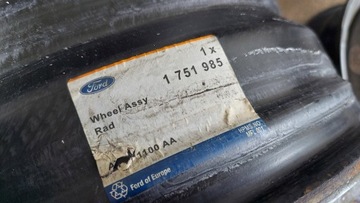 Ford
1 x
1 751 985
Wheel Assy
Rad
1100 AA
Ford of Europe